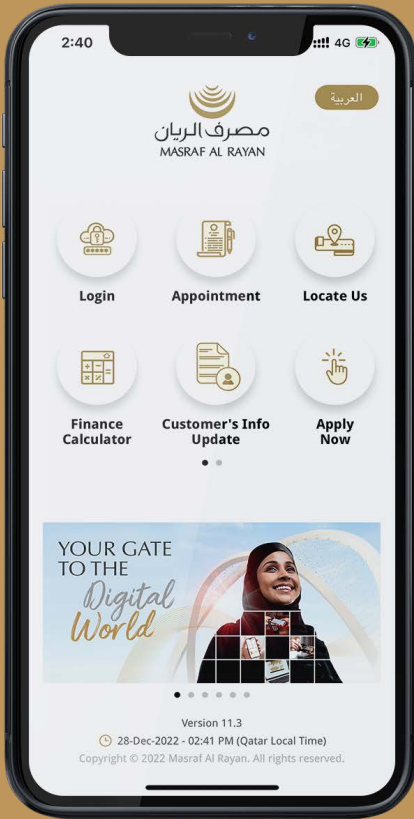 2:40
4G
العربية
مصرف الريان
MASRAF AL RAYAN
Login
Appointment
Locate Us
Finance
Calculator
Customer's Info
Update
Apply
Now
YOUR GATE
TO THE
Digital
World
Version 11.3
28-Dec-2022 - 02:41 PM (Qatar Local Time)
Copyright © 2022 Masraf Al Rayan. All rights reserved.